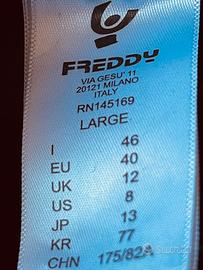 FREDDY
VIA GESU' 11
20121 MILANO
ITALY
RN145169
LARGE
I 46
EU 40
UK 12
US 8
JP 13
KR 77
CHN 175/82A